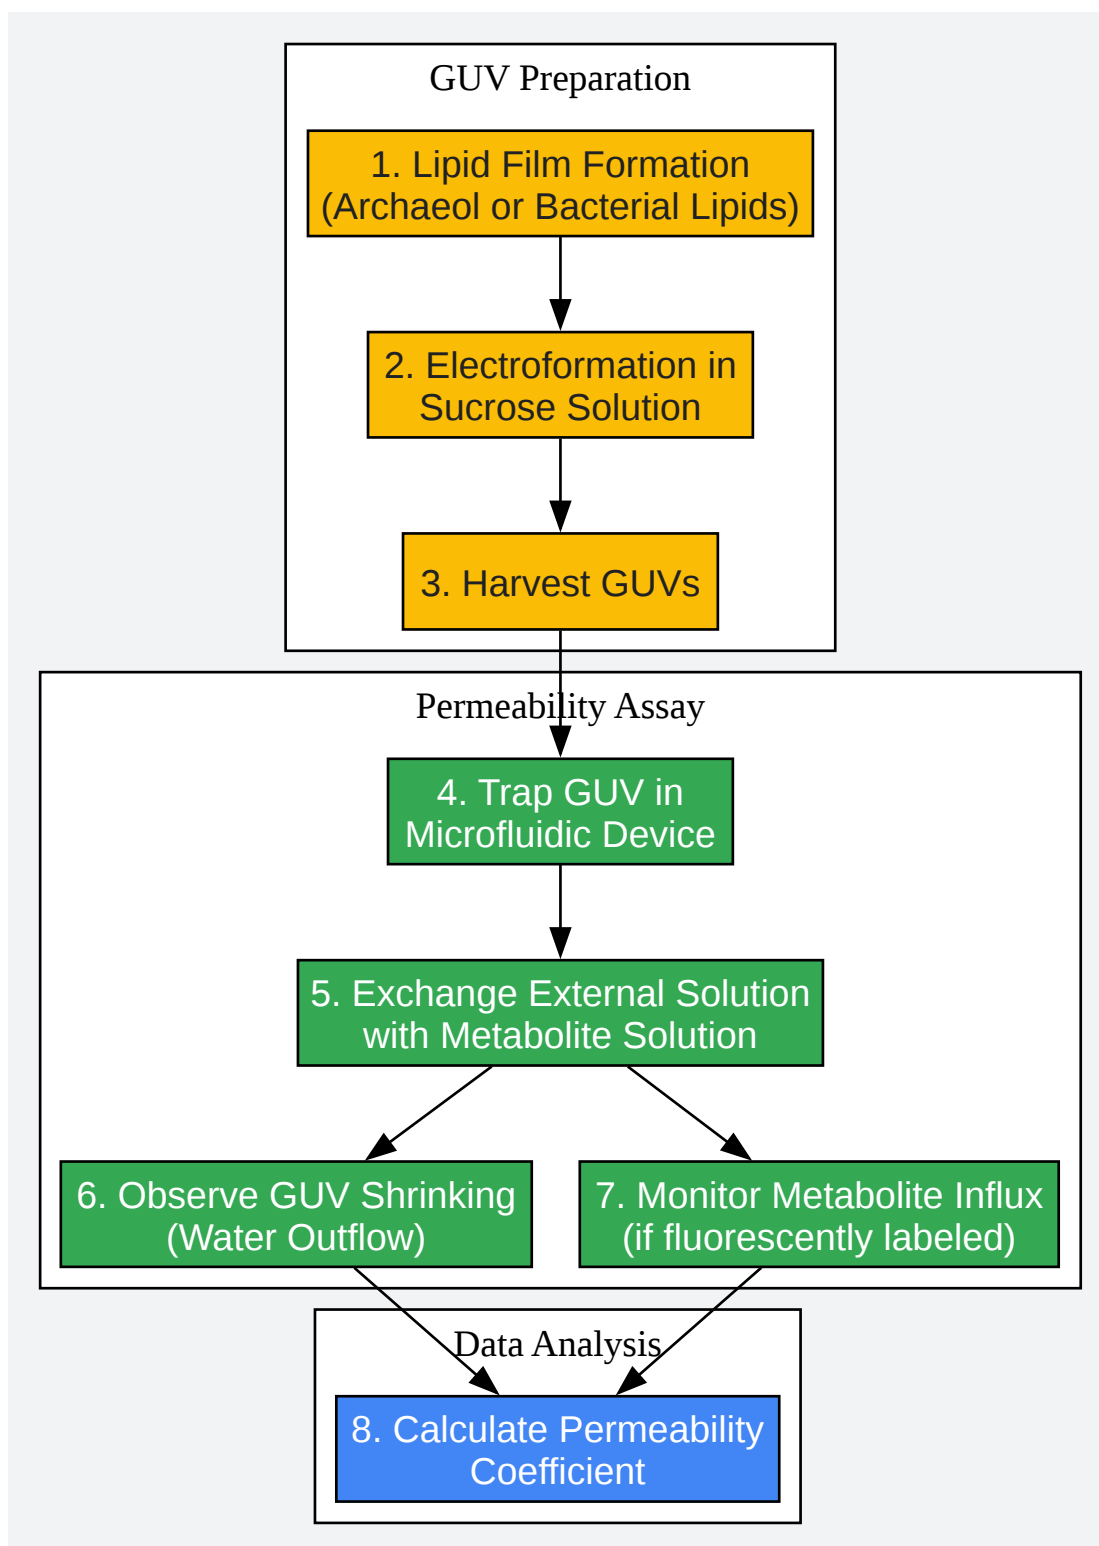 GUV Preparation
1. Lipid Film Formation
(Archaeol or Bacterial Lipids)
2. Electroformation in
Sucrose Solution
3. Harvest GUVs
Permeability Assay
4. Trap GUV in
Microfluidic Device
5. Exchange External Solution
with Metabolite Solution
6. Observe GUV Shrinking
(Water Outflow)
7. Monitor Metabolite Influx
(if fluorescently labeled)
Data Analysis
8. Calculate Permeability
Coefficient